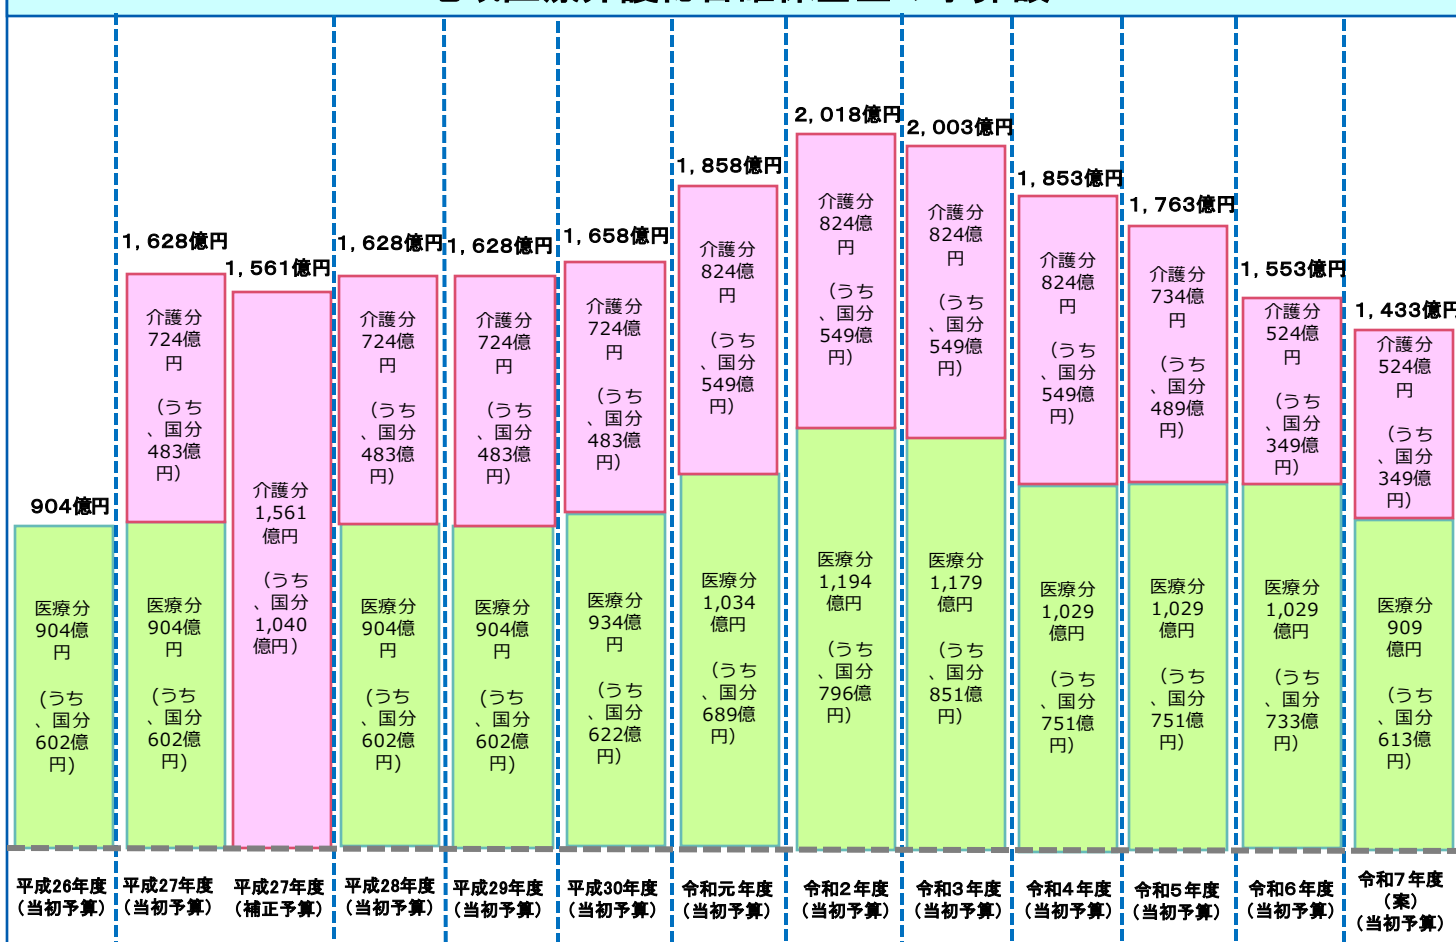 904億円
医療分
904億
円
(うち
、国分
602億
円)
平成26年度
（当初予算）
1，628億円
介護分
724億
円
（うち
、国分
483億
円）
医療分
904億
円
（うち
、国分
602億
円)
平成27年度
（当初予算）
1，561億円
介護分
1,561
億円
（うち
、国分
1,040
億円）
平成27年度
（補正予算）
1，628億円
介護分
724億
円
（うち
、国分
483億
円）
医療分
904億
円
（うち
、国分
602億
円)
平成28年度
（当初予算）
1，628億円
介護分
724億
円
（うち
、国分
483億
円）
医療分
904億
円
（うち
、国分
602億
円)
平成29年度
（当初予算）
1，658億円
介護分
724億
円
（うち
、国分
483億
円）
医療分
934億
円
（うち
、国分
622億
円）
平成30年度
（当初予算）
1，858億円
介護分
824億
円
（うち
、国分
549億
円）
医療分
1,034
億円
（うち
、国分
689億
円）
令和元年度
（当初予算）
2，018億円
介護分
824億
円
（うち
、国分
549億
円）
医療分
1,194
億円
（うち
、国分
796億
円）
令和２年度
（当初予算）
2，003億円
介護分
824億
円
（うち
、国分
549億
円）
医療分
1,179
億円
（うち
、国分
851億
円）
令和３年度
（当初予算）
1，853億円
介護分
824億
円
（うち
、国分
549億
円）
医療分
1,029
億円
（うち
、国分
751億
円）
令和４年度
（当初予算）
1，763億円
介護分
734億
円
（うち
、国分
489億
円）
医療分
1,029
億円
（うち
、国分
751億
円）
令和５年度
（当初予算）
1，553億円
介護分
524億
円
（うち
、国分
349億
円）
医療分
1,029
億円
（うち
、国分
733億
円）
令和６年度
（当初予算）
1，433億円
介護分
524億
円
（うち
、国分
349億
円）
医療分
909
億円
（うち
、国分
613億
円）
令和７年度
（案）
（当初予算）